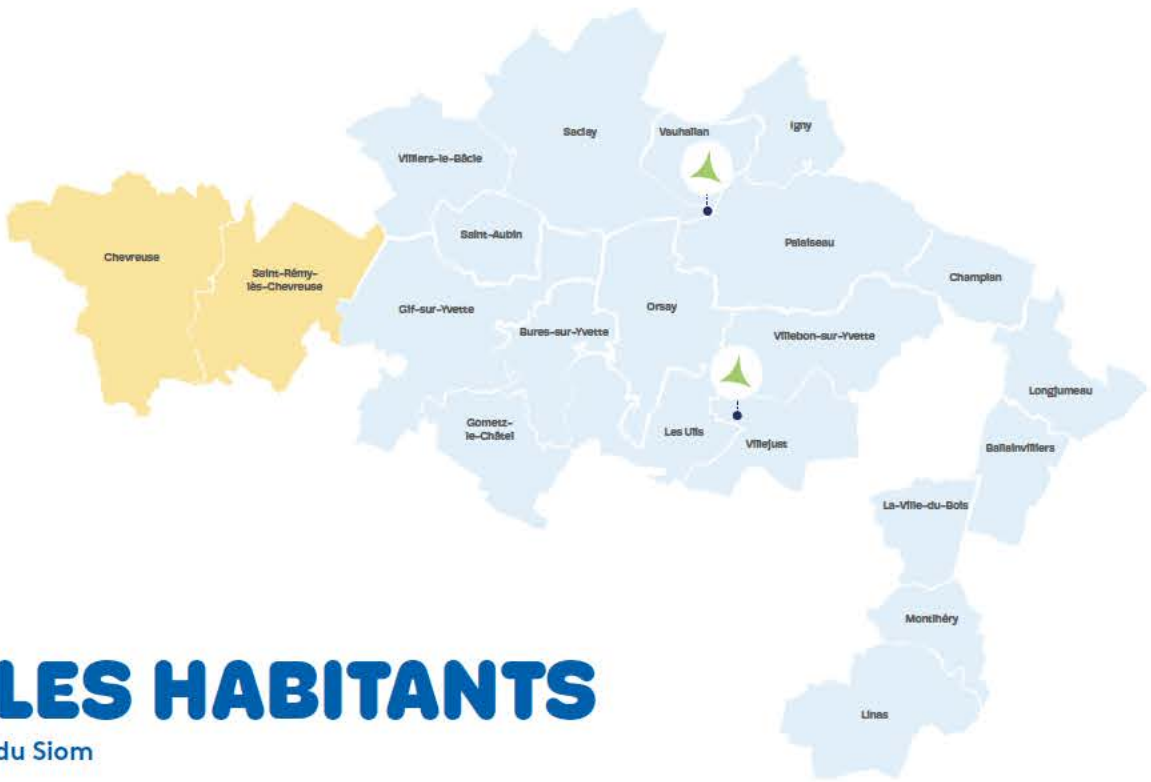 Saclay
Vauhallan
Igny
Villiers-le-Bâcle
Saint-Aubin
Palaiseau
Chevreuse
Saint-Rémy-
lès-Chevreuse
Champlan
Gif-sur-Yvette
Orsay
Bures-sur-Yvette
Villebon-sur-Yvette
Longjumeau
Gometz-
le-Châtel
Les Ulis
Villejust
Ballainvilliers
La-Ville-du-Bois
Montlhéry
Linas
LES HABITANTS
du Siom